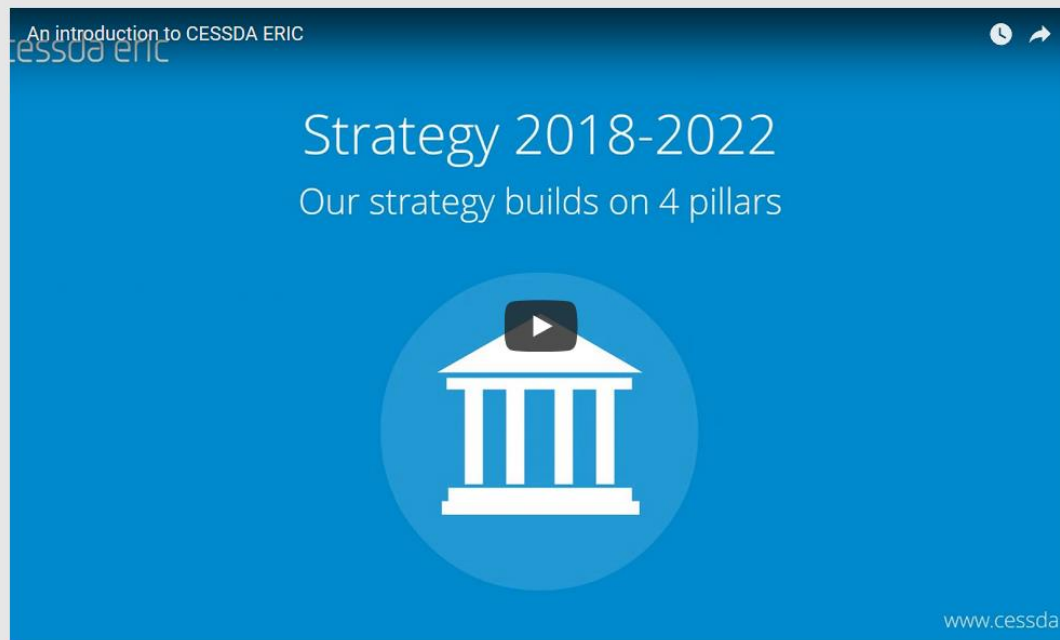 An introduction to CESSDA ERIC
cessda eric
Strategy 2018-2022
Our strategy builds on 4 pillars
www.cessda